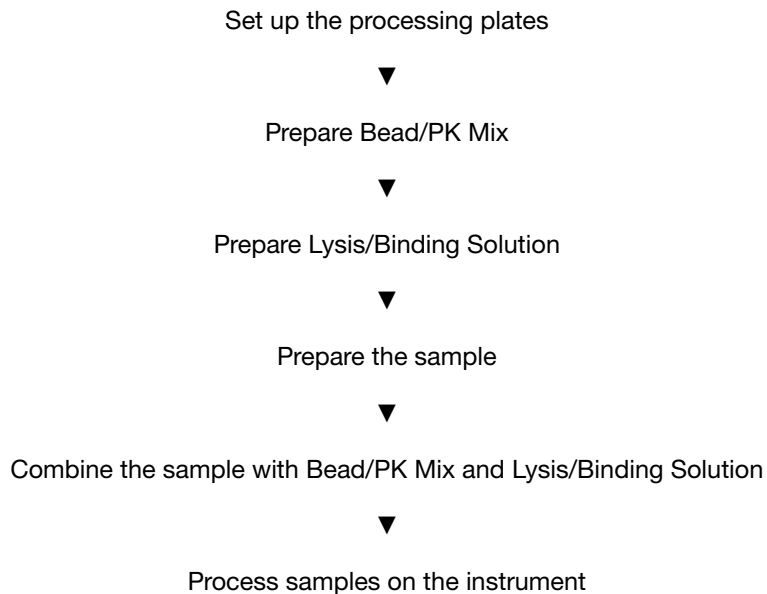 Set up the processing plates
▼
Prepare Bead/PK Mix
▼
Prepare Lysis/Binding Solution
▼
Prepare the sample
▼
Combine the sample with Bead/PK Mix and Lysis/Binding Solution
▼
Process samples on the instrument